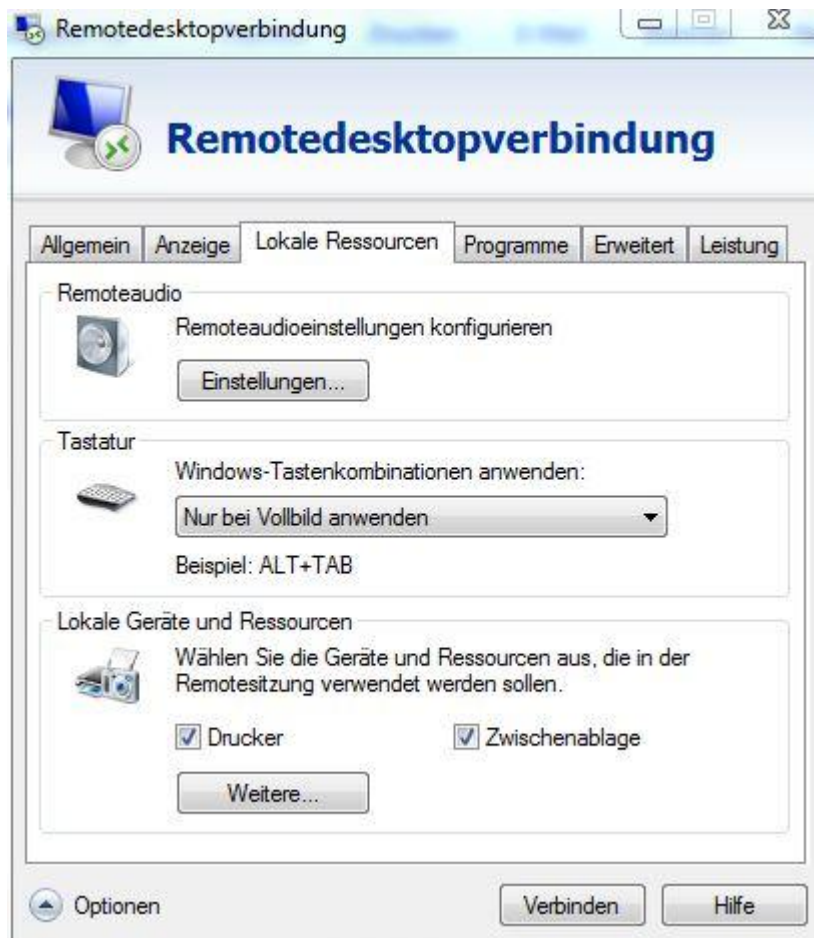 Remotedesktopverbindung
Remotedesktopverbindung
Allgemein Anzeige Lokale Ressourcen Programme Erweitert Leistung
Remoteaudio
Remoteaudioeinstellungen konfigurieren
Einstellungen...
Tastatur
Windows-Tastenkombinationen anwenden:
Nur bei Vollbild anwenden
Beispiel: ALT+TAB
Lokale Geräte und Ressourcen
Wählen Sie die Geräte und Ressourcen aus, die in der
Remotesitzung verwendet werden sollen.
Drucker Zwischenablage
Weitere...
Optionen Verbinden Hilfe